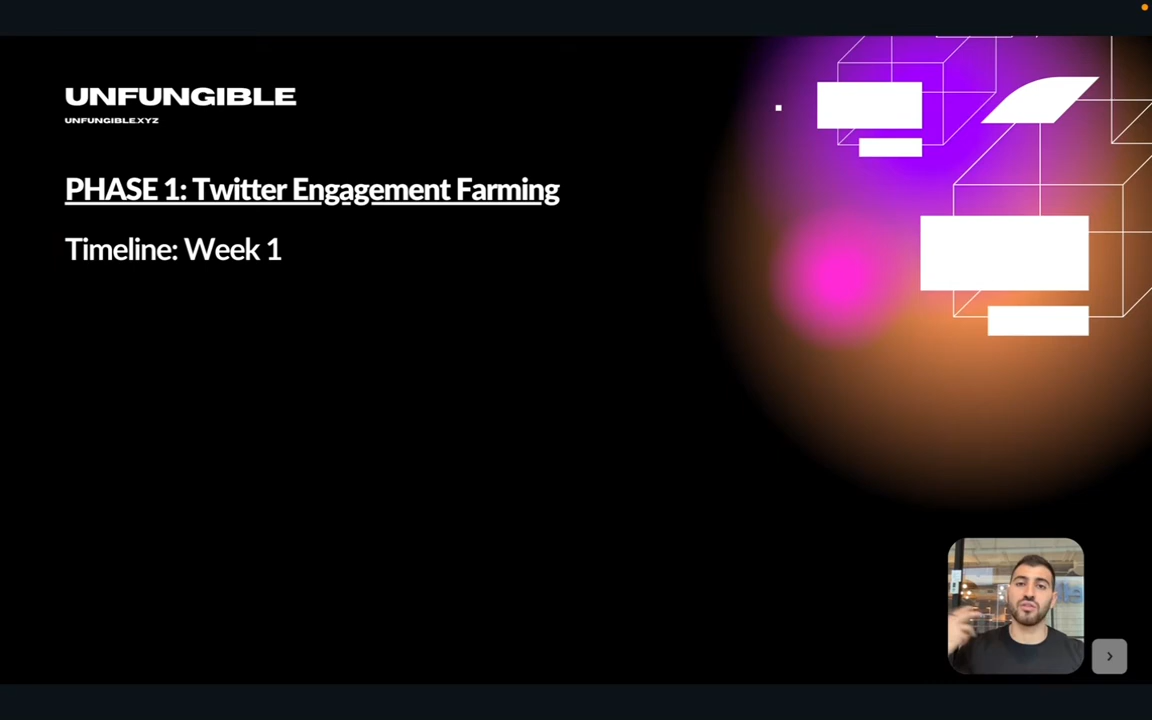 UNFUNGIBLE
UNFUNGIBLE.XYZ
PHASE 1: Twitter Engagement Farming
Timeline: Week 1